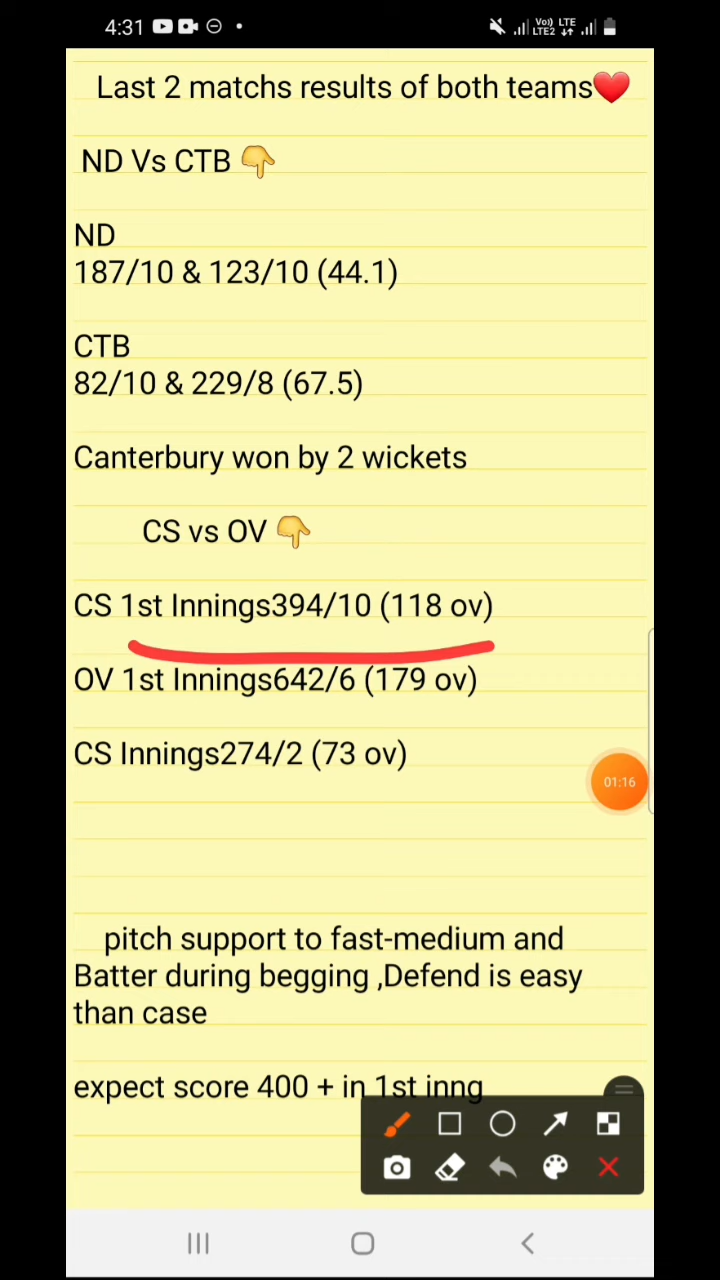 4:31
Vo)) LTE
LTE2
Last 2 matchs results of both teams❤️
ND Vs CTB 👇
ND
187/10 & 123/10 (44.1)
CTB
82/10 & 229/8 (67.5)
Canterbury won by 2 wickets
CS vs OV 👇
CS 1st Innings394/10 (118 ov)
OV 1st Innings642/6 (179 ov)
CS Innings274/2 (73 ov)
01:16
pitch support to fast-medium and
Batter during begging ,Defend is easy
than case
expect score 400 + in 1st inng